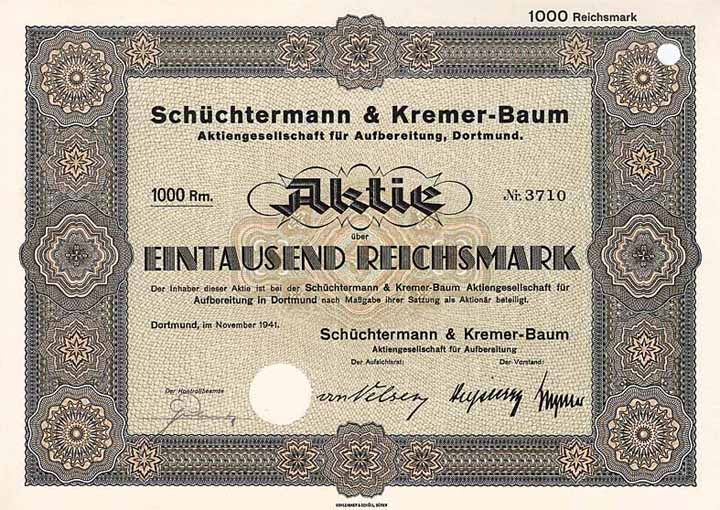 1000 Reichsmark
Schüchtermann & Kremer-Baum
Aktiengesellschaft für Aufbereitung, Dortmund.
1000 Rm.
Aktie
Nr. 3710
über
EINTAUSEND REICHSMARK
Der Inhaber dieser Aktie ist bei der Schüchtermann & Kremer-Baum Aktiengesellschaft für
Aufbereitung in Dortmund nach Maßgabe ihrer Satzung als Aktionär beteiligt.
Dortmund, im November 1941.
Schüchtermann & Kremer-Baum
Aktiengesellschaft für Aufbereitung
Der Aufsichtsrat:
Der Vorstand:
Der Kontrollbeamte
von Velsen